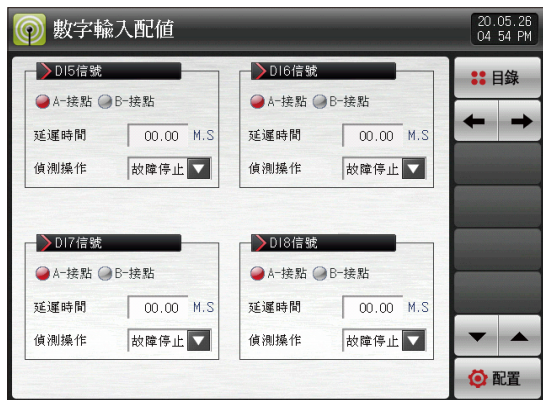 數字輸入配值
20.05.26
04 54 PM
DI5信號
A-接點 B-接點
延遲時間 00.00 M.S
偵測操作 故障停止
DI6信號
A-接點 B-接點
延遲時間 00.00 M.S
偵測操作 故障停止
DI7信號
A-接點 B-接點
延遲時間 00.00 M.S
偵測操作 故障停止
DI8信號
A-接點 B-接點
延遲時間 00.00 M.S
偵測操作 故障停止
目錄
配置